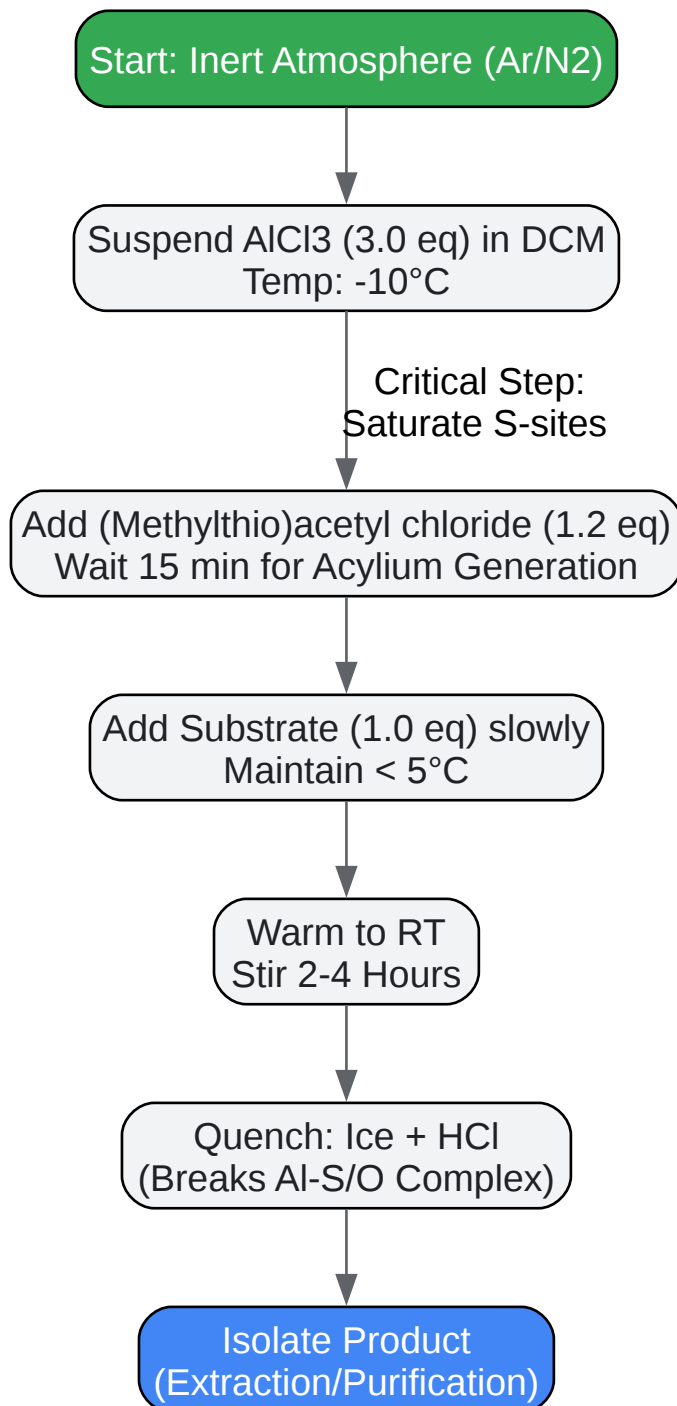 Start: Inert Atmosphere (Ar/N2)
Suspend AlCl3 (3.0 eq) in DCM
Temp: -10°C
Critical Step:
Saturate S-sites
Add (Methylthio)acetyl chloride (1.2 eq)
Wait 15 min for Acylium Generation
Add Substrate (1.0 eq) slowly
Maintain < 5°C
Warm to RT
Stir 2-4 Hours
Quench: Ice + HCl
(Breaks Al-S/O Complex)
Isolate Product
(Extraction/Purification)